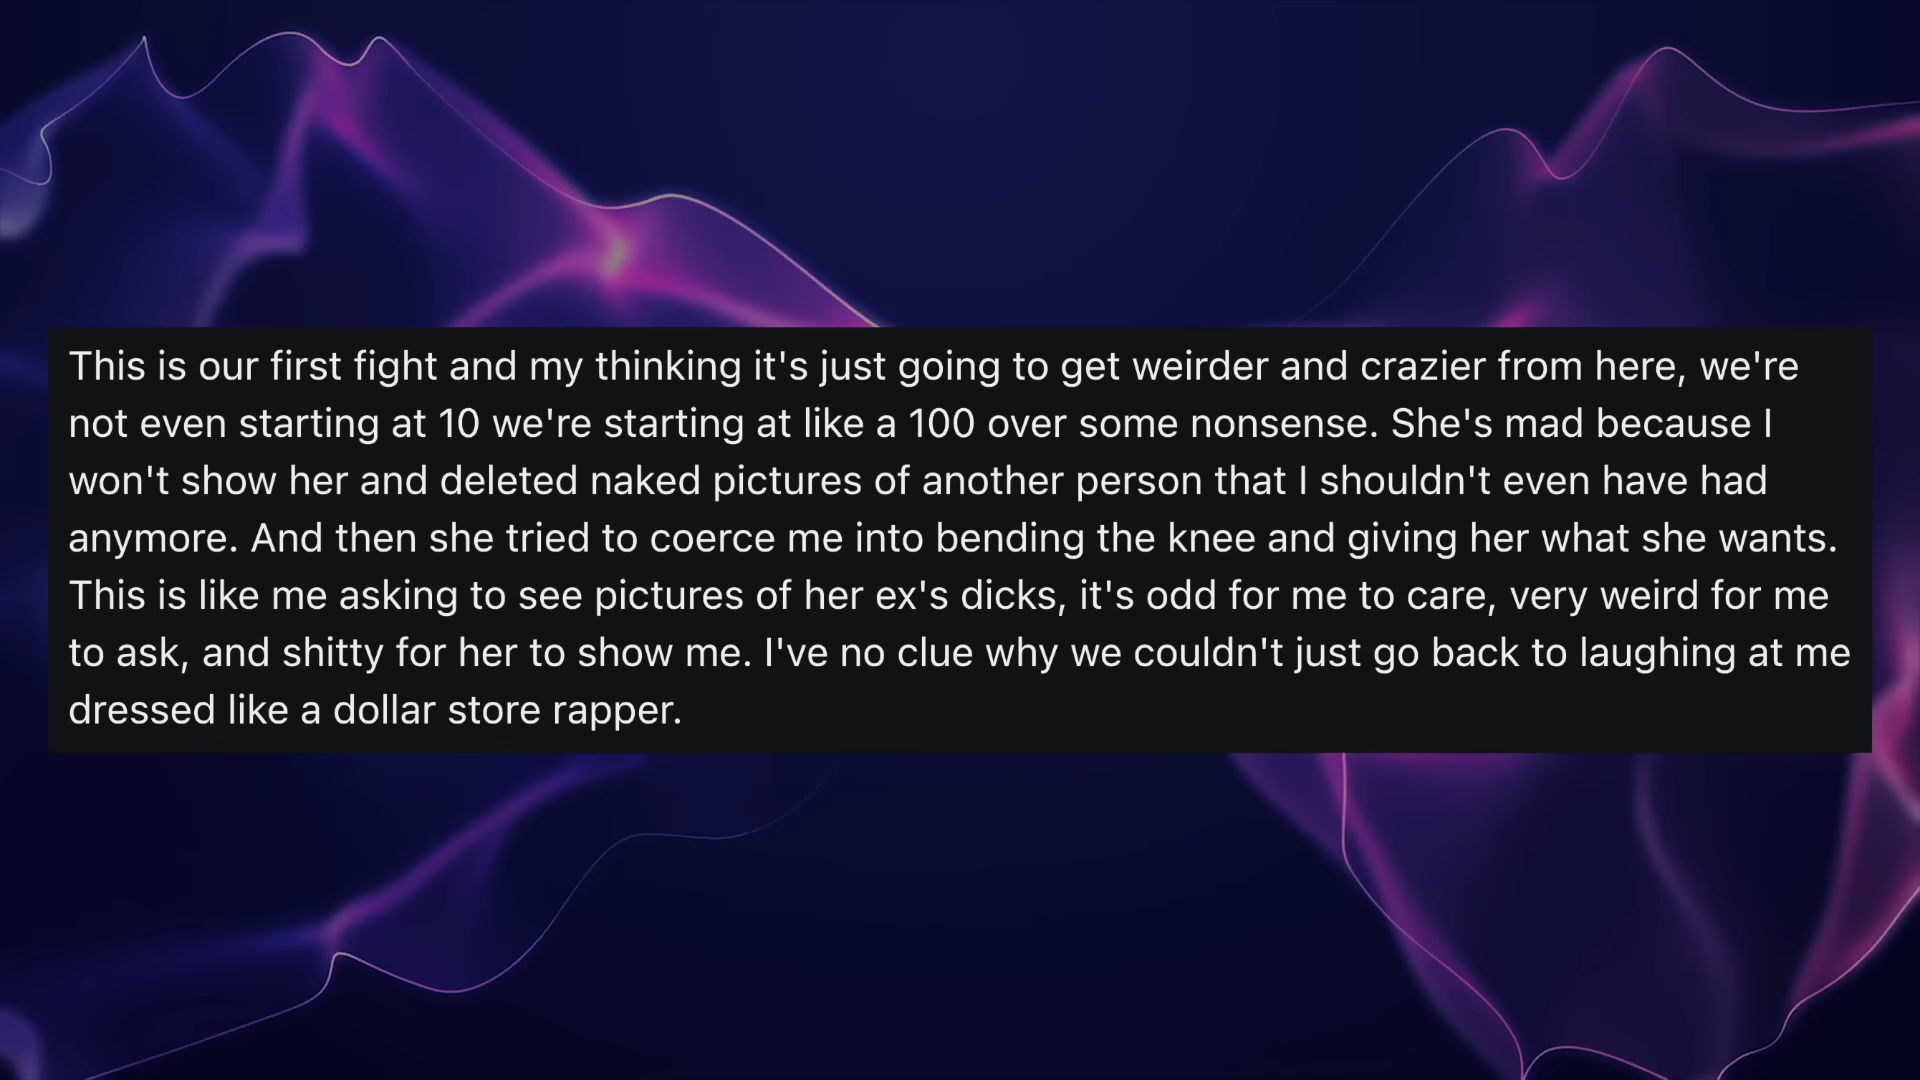 This is our first fight and my thinking it's just going to get weirder and crazier from here, we're
not even starting at 10 we're starting at like a 100 over some nonsense. She's mad because I
won't show her and deleted naked pictures of another person that I shouldn't even have had
anymore. And then she tried to coerce me into bending the knee and giving her what she wants.
This is like me asking to see pictures of her ex's dicks, it's odd for me to care, very weird for me
to ask, and shitty for her to show me. I've no clue why we couldn't just go back to laughing at me
dressed like a dollar store rapper.